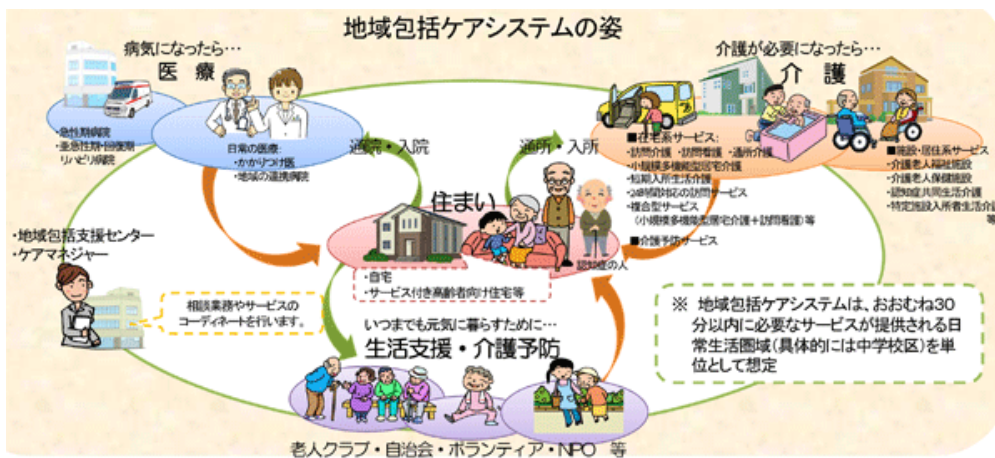 地域包括ケアシステムの姿
病気になったら…
医療
・急性期病院
・亜急性期・回復期
リハビリ病院
日常の医療:
・かかりつけ医
・地域の連携病院
通院・入院
通所・入所
介護が必要になったら…
介護
■在宅系サービス:
・訪問介護・訪問看護・通所介護
・小規模多機能型居宅介護
・短期入所生活介護
・24時間対応の訪問サービス
・複合型サービス
(小規模多機能型居宅介護+訪問看護)等
■介護予防サービス
■施設・居住系サービス
・介護老人福祉施設
・介護老人保健施設
・認知症共同生活介護
・特定施設入所者生活介護
等
住まい
認知症の人
・自宅
・サービス付き高齢者向け住宅等
・地域包括支援センター
・ケアマネジャー
相談業務やサービスの
コーディネートを行います。
いつまでも元気に暮らすために…
生活支援・介護予防
老人クラブ・自治会・ボランティア・NPO 等
※ 地域包括ケアシステムは、おおむね30
分以内に必要なサービスが提供される日
常生活圏域(具体的には中学校区)を単
位として想定